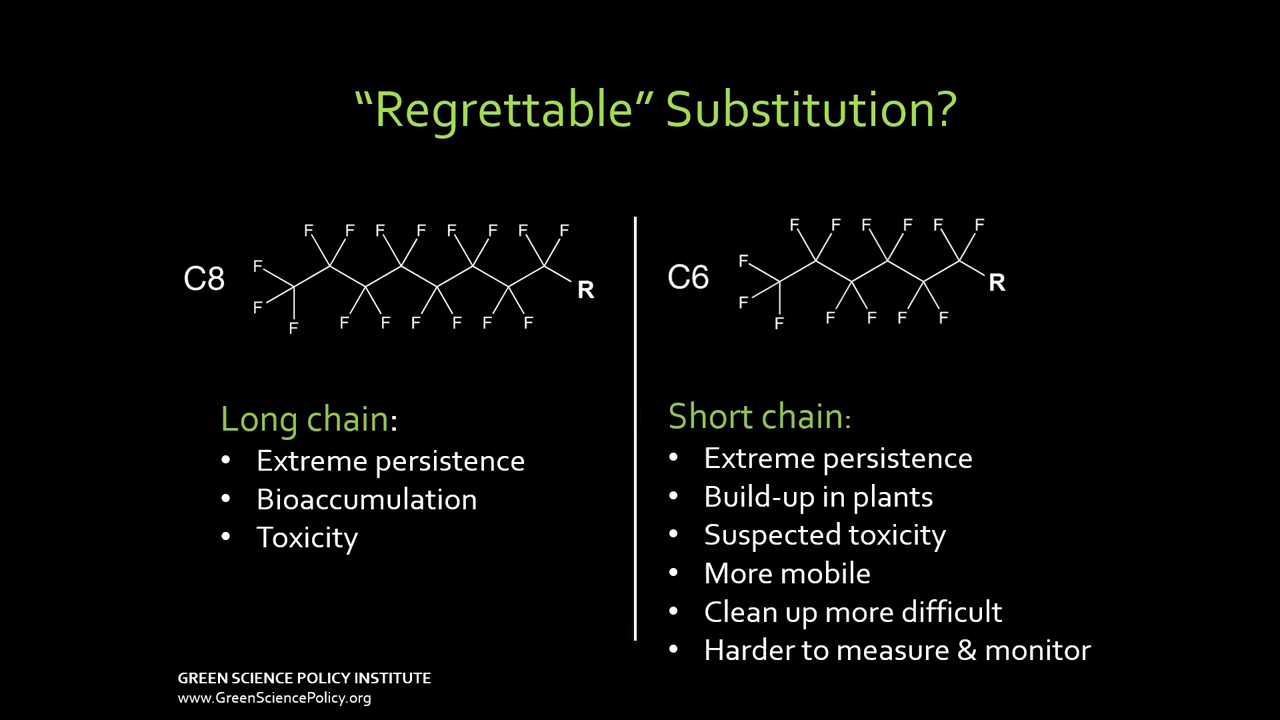 “Regrettable” Substitution?
C8
F F F F F F F F
F
F
F
F F F F F F
R
Long chain:
• Extreme persistence
• Bioaccumulation
• Toxicity
C6
F F F F F F
F
F
F
F F F F
R
Short chain:
• Extreme persistence
• Build-up in plants
• Suspected toxicity
• More mobile
• Clean up more difficult
• Harder to measure & monitor
GREEN SCIENCE POLICY INSTITUTE
www.GreenSciencePolicy.org